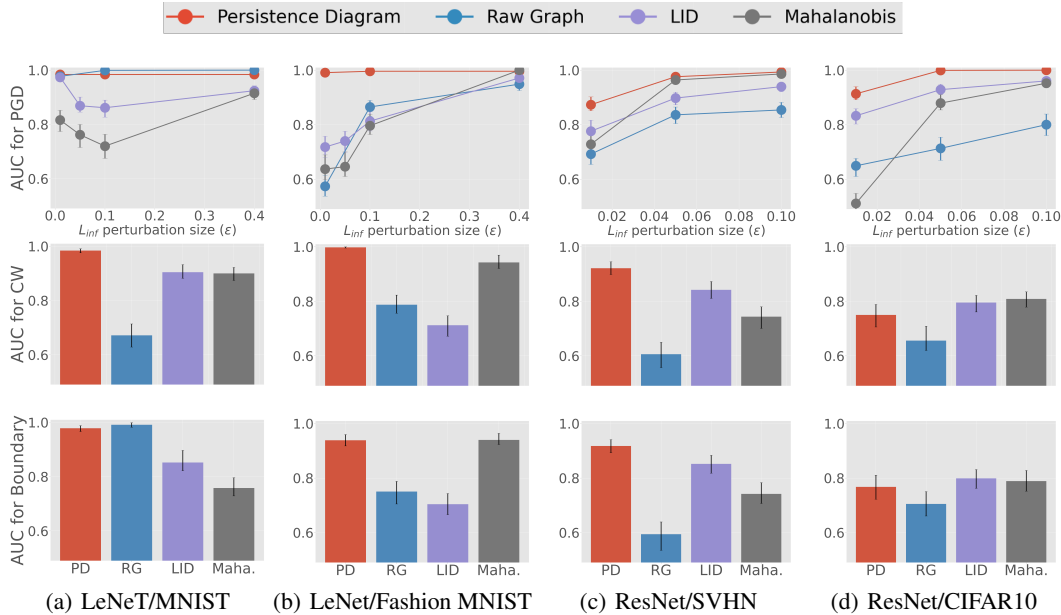 Persistence Diagram Raw Graph LID Mahalanobis
AUC for PGD
1.0 1.0 1.0 1.0
0.8 0.8 0.8 0.8
0.6 0.6 0.6 0.6
0.0 0.1 0.4 0.0 0.1 0.4 0.02 0.04 0.06 0.08 0.10 0.02 0.04 0.06 0.08 0.10
L_inf perturbation size (ε) L_inf perturbation size (ε) L_inf perturbation size (ε) L_inf perturbation size (ε)
AUC for CW
1.0 1.0 1.0 1.0
0.8 0.8 0.8 0.8
0.6 0.6 0.6 0.6
AUC for Boundary
1.0 1.0 1.0 1.0
0.8 0.8 0.8 0.8
0.6 0.6 0.6 0.6
PD RG LID Maha. PD RG LID Maha. PD RG LID Maha. PD RG LID Maha.
(a) LeNeT/MNIST (b) LeNet/Fashion MNIST (c) ResNet/SVHN (d) ResNet/CIFAR10